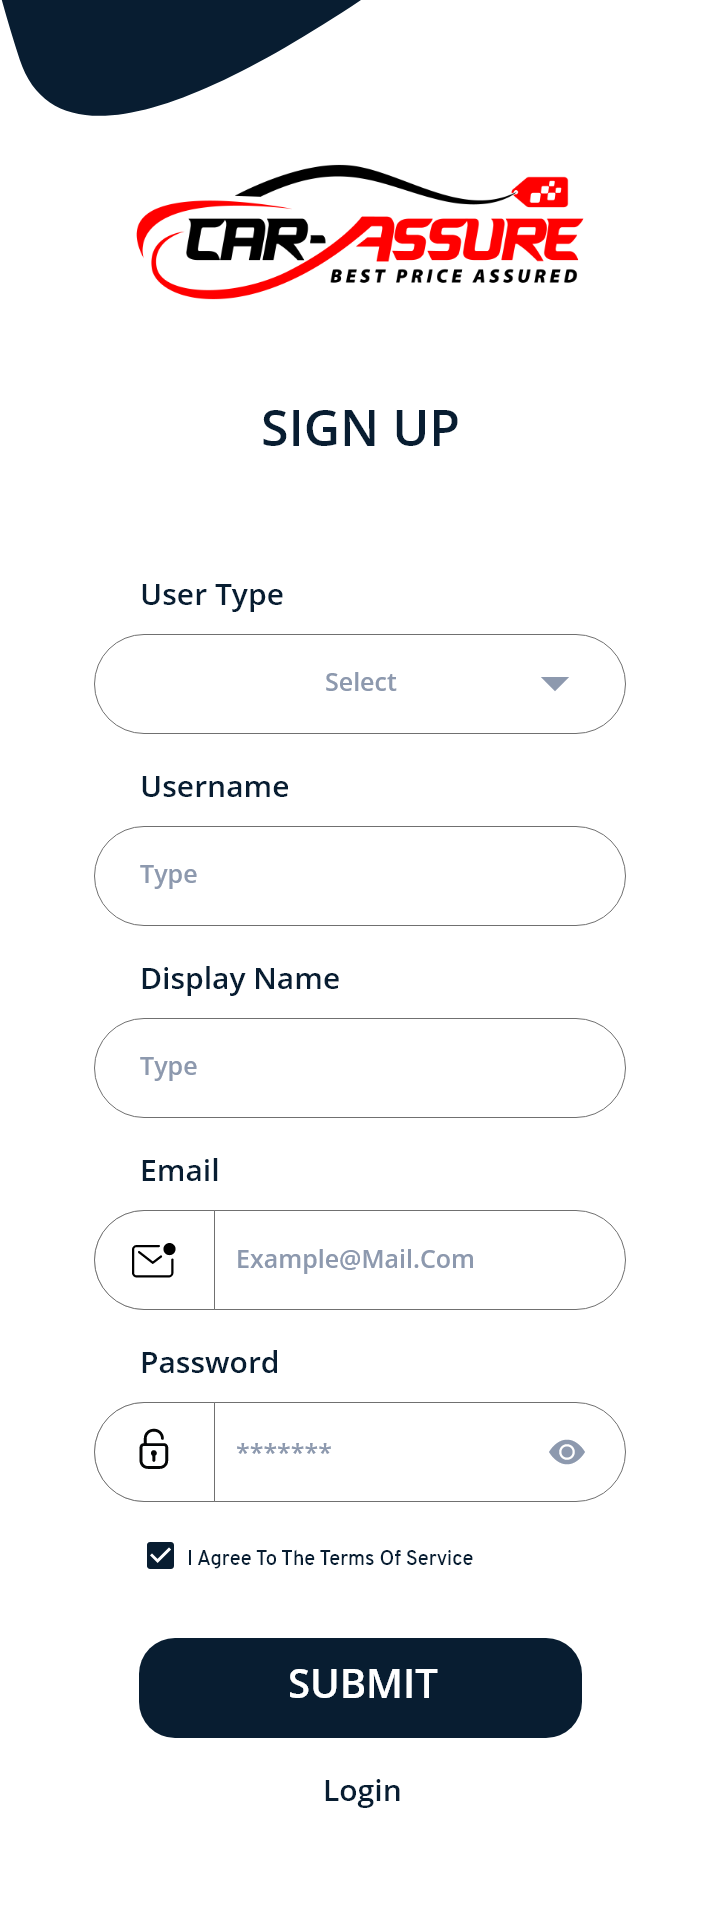 CAR-ASSURE
BEST PRICE ASSURED
SIGN UP
User Type
Select
Username
Type
Display Name
Type
Email
Example@Mail.Com
Password
*******
I Agree To The Terms Of Service
SUBMIT
Login